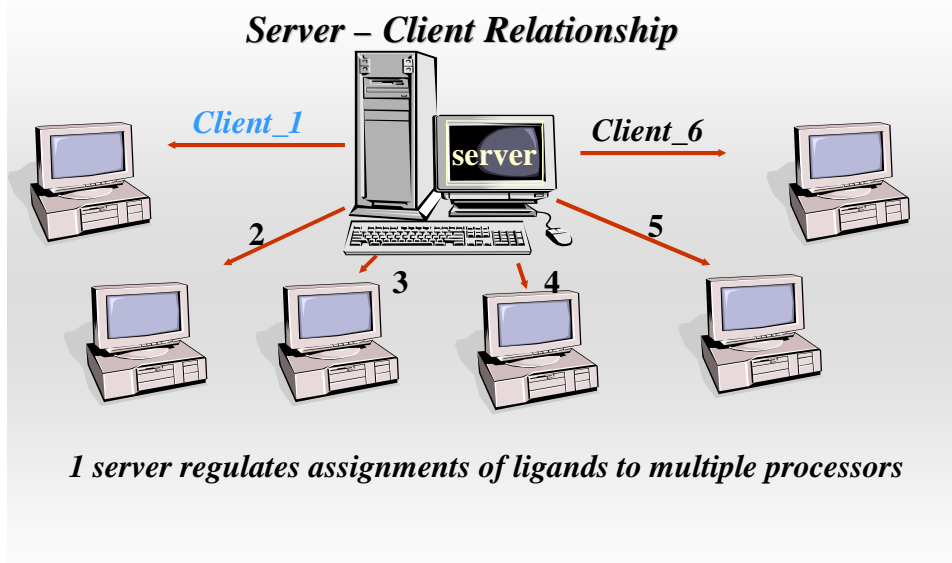 Server – Client Relationship
Client_1
server
Client_6
2
3
4
5
1 server regulates assignments of ligands to multiple processors